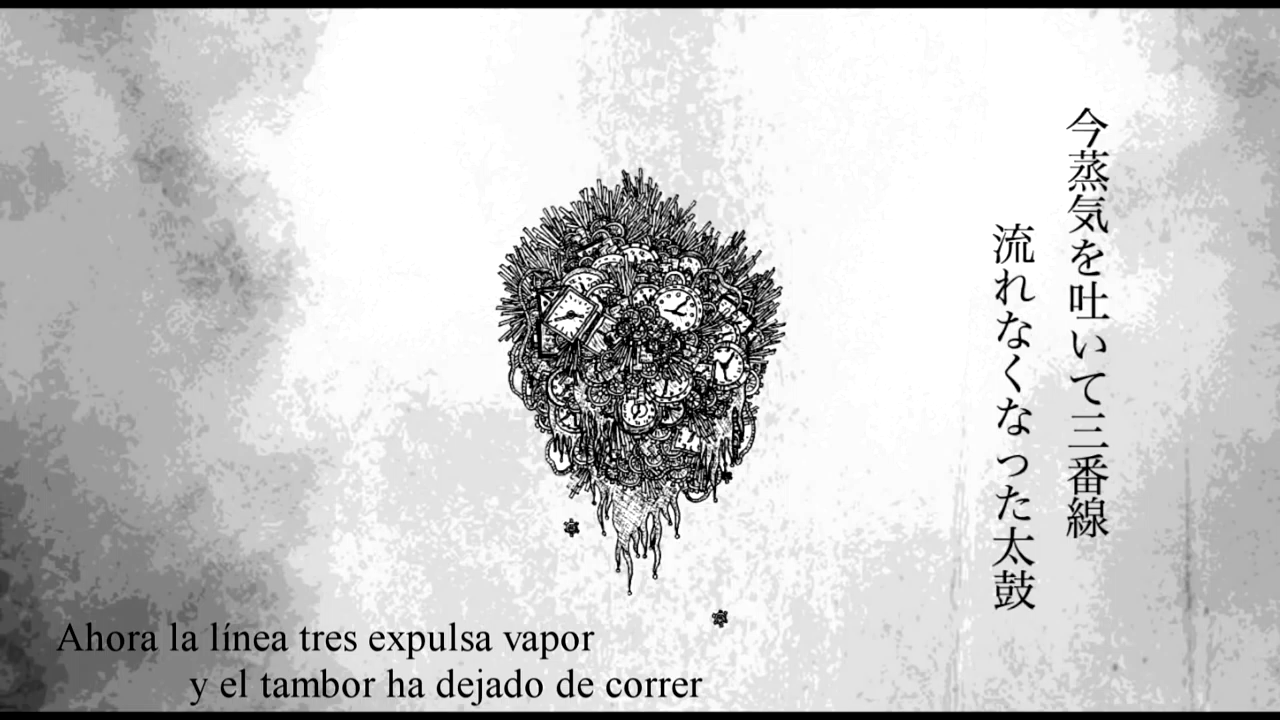 今蒸気を吐いて三番線
流れなくなった太鼓
Ahora la línea tres expulsa vapor
y el tambor ha dejado de correr